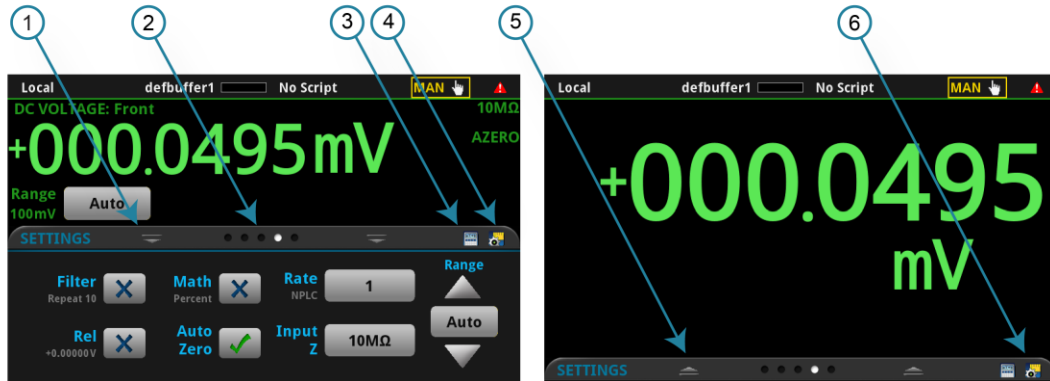 1 2 3 4 5 6
Local defbuffer1 No Script MAN
DC VOLTAGE: Front 10MΩ
+000.0495 mV AZERO
Range
100mV Auto
SETTINGS
Filter
Repeat 10
Math
Percent
Rate
NPLC
1
Range
Auto
Rel
+0.00000V
Auto
Zero
Input
Z
10MΩ
Local defbuffer1 No Script MAN
+000.0495
mV
SETTINGS